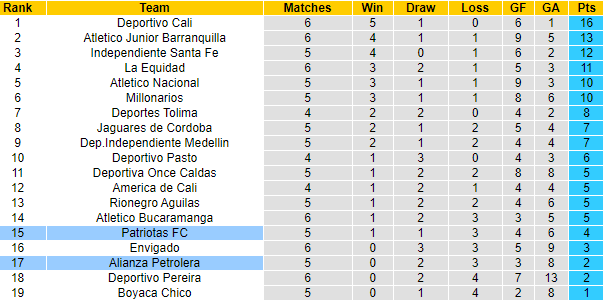 Rank Team Matches Win Draw Loss GF GA Pts
1 Deportivo Cali 6 5 1 0 6 1 16
2 Atletico Junior Barranquilla 6 4 1 1 9 5 13
3 Independiente Santa Fe 5 4 0 1 6 2 12
4 La Equidad 6 3 2 1 5 3 11
5 Atletico Nacional 5 3 1 1 9 3 10
6 Millonarios 5 3 1 1 8 6 10
7 Deportes Tolima 4 2 2 0 4 2 8
8 Jaguares de Cordoba 5 2 1 2 5 4 7
9 Dep.Independiente Medellin 5 2 1 2 4 4 7
10 Deportivo Pasto 4 1 3 0 4 3 6
11 Deportiva Once Caldas 5 1 2 2 8 8 5
12 America de Cali 4 1 2 1 4 4 5
13 Rionegro Aguilas 5 1 2 2 4 6 5
14 Atletico Bucaramanga 6 1 2 3 3 5 5
15 Patriotas FC 5 1 1 3 4 6 4
16 Envigado 6 0 3 3 5 9 3
17 Alianza Petrolera 5 0 2 3 3 8 2
18 Deportivo Pereira 6 0 2 4 7 13 2
19 Boyaca Chico 5 0 1 4 2 8 1